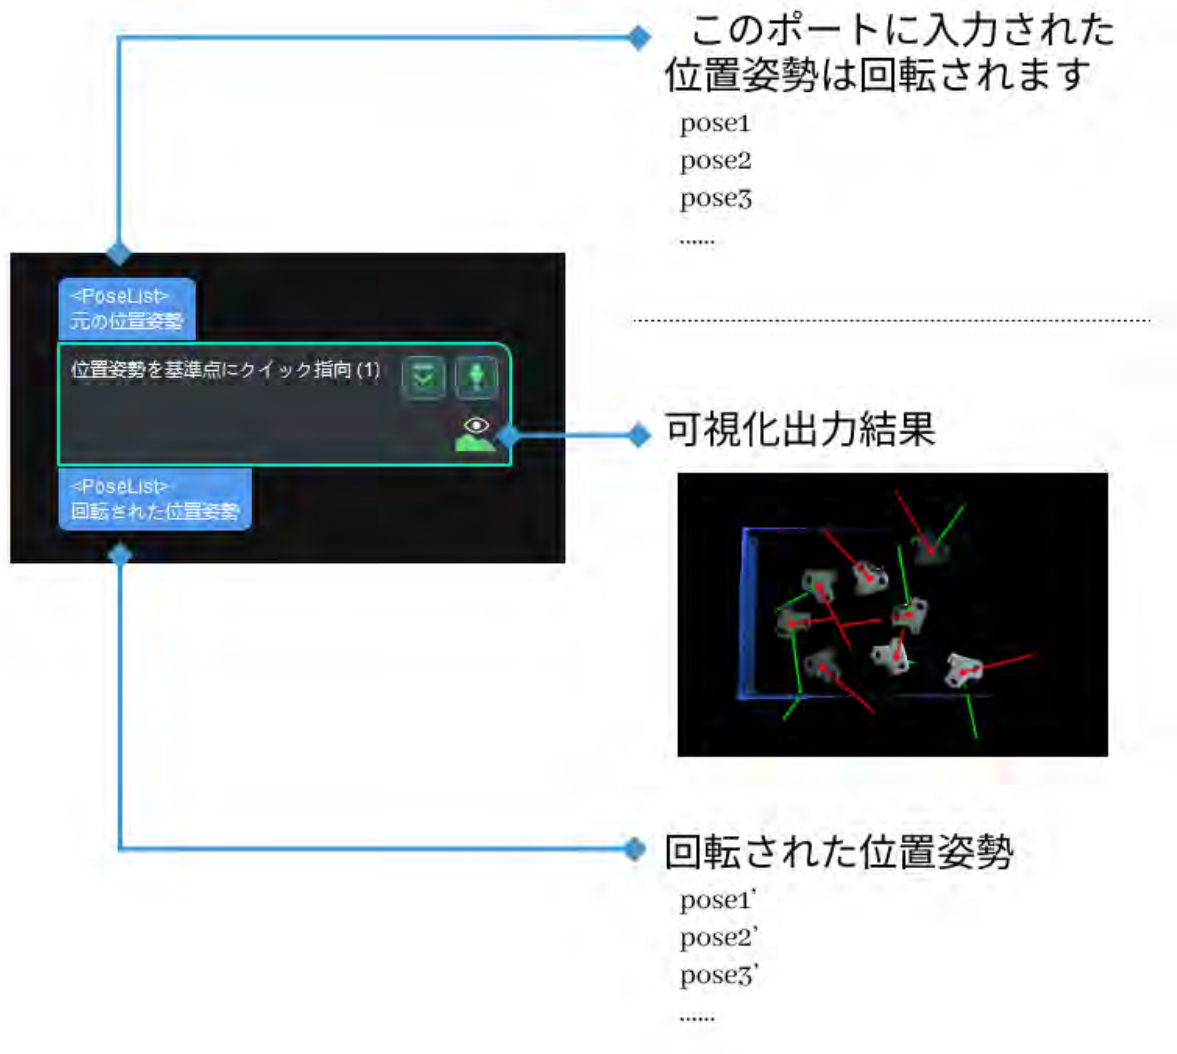 このポートに入力された
位置姿勢は回転されます
pose1
pose2
pose3
......
<PoseList>
元の位置姿勢
位置姿勢を基準点にクイック指向 (1)
<PoseList>
回転された位置姿勢
可視化出力結果
回転された位置姿勢
pose1’
pose2’
pose3’
......